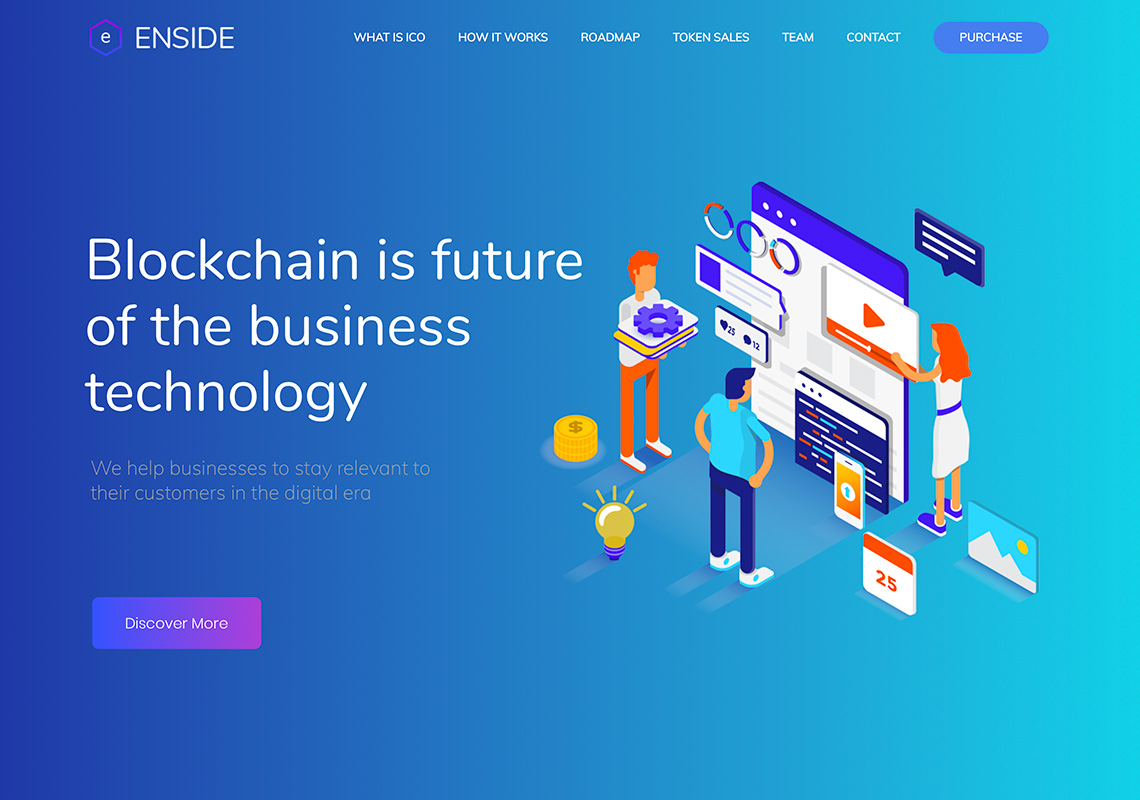 e ENSIDE
WHAT IS ICO HOW IT WORKS ROADMAP TOKEN SALES TEAM CONTACT PURCHASE
Blockchain is future
of the business
technology
We help businesses to stay relevant to
their customers in the digital era
Discover More
25
12
$
25